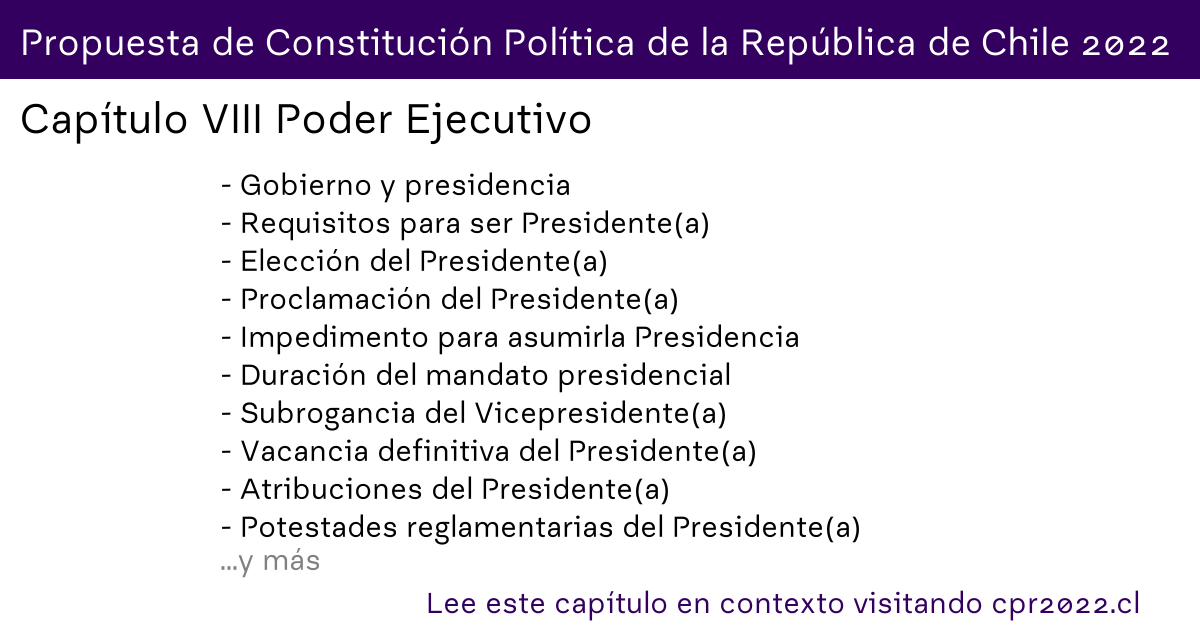 Propuesta de Constitución Política de la República de Chile 2022
Capítulo VIII Poder Ejecutivo
- Gobierno y presidencia
- Requisitos para ser Presidente(a)
- Elección del Presidente(a)
- Proclamación del Presidente(a)
- Impedimento para asumirla Presidencia
- Duración del mandato presidencial
- Subrogancia del Vicepresidente(a)
- Vacancia definitiva del Presidente(a)
- Atribuciones del Presidente(a)
- Potestades reglamentarias del Presidente(a)
...y más
Lee este capítulo en contexto visitando cpr2022.cl